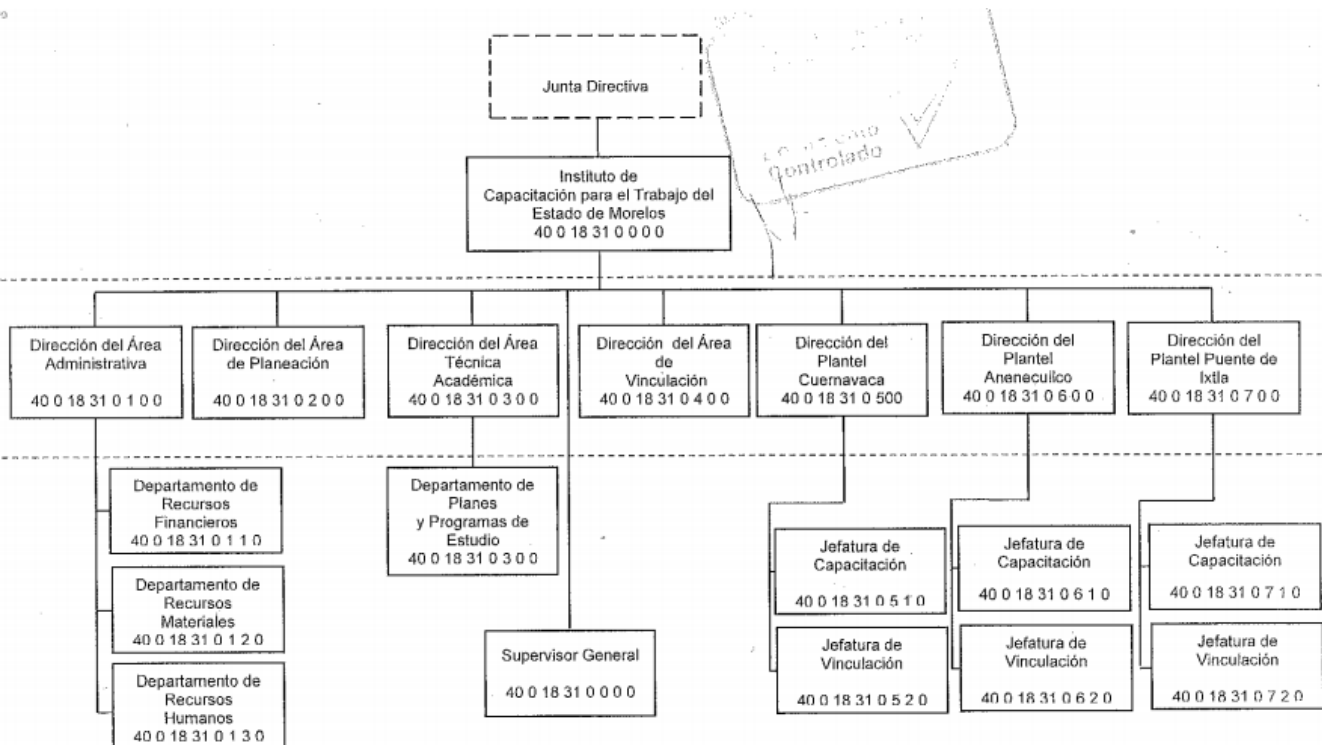 Junta Directiva
Controlado
Instituto de
Capacitación para el Trabajo del
Estado de Morelos
40 0 18 31 0 0 0 0
Dirección del Área
Administrativa
40 0 18 31 0 1 0 0
Dirección del Área
de Planeación
40 0 18 31 0 2 0 0
Dirección del Área
Técnica
Académica
40 0 18 31 0 3 0 0
Dirección del Área
de
Vinculación
40 0 18 31 0 4 0 0
Dirección del
Plantel
Cuernavaca
40 0 18 31 0 500
Dirección del
Plantel
Anenecuilco
40 0 18 31 0 6 0 0
Dirección del
Plantel Puente de
Ixtla
40 0 18 31 0 7 0 0
Departamento de
Recursos
Financieros
40 0 18 31 0 1 1 0
Departamento de
Recursos
Materiales
40 0 18 31 0 1 2 0
Departamento de
Recursos
Humanos
40 0 18 31 0 1 3 0
Departamento de
Planes
y Programas de
Estudio
40 0 18 31 0 3 0 0
Supervisor General
40 0 18 31 0 0 0 0
Jefatura de
Capacitación
40 0 18 31 0 5 1 0
Jefatura de
Vinculación
40 0 18 31 0 5 2 0
Jefatura de
Capacitación
40 0 18 31 0 6 1 0
Jefatura de
Vinculación
40 0 18 31 0 6 2 0
Jefatura de
Capacitación
40 0 18 31 0 7 1 0
Jefatura de
Vinculación
40 0 18 31 0 7 2 0